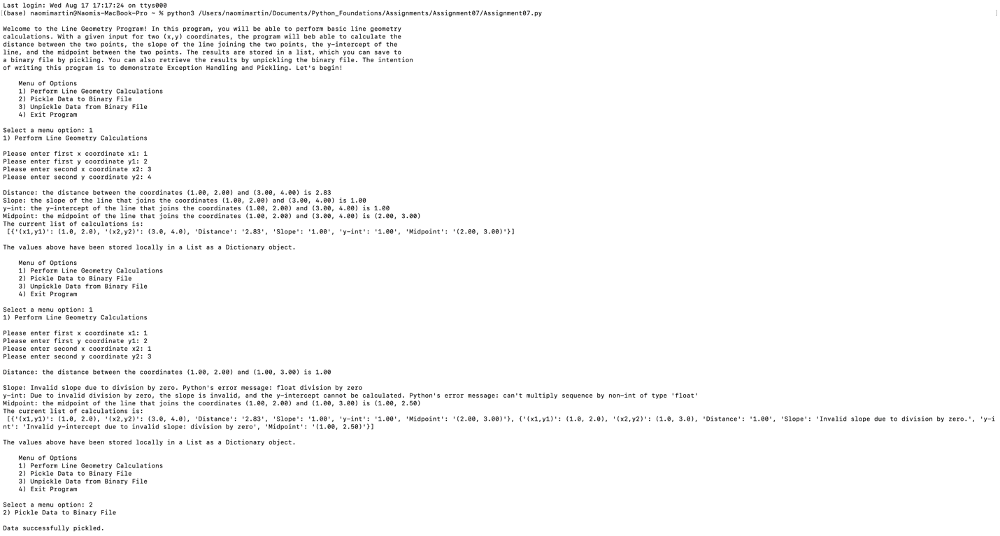 Last login: Wed Aug 17 17:17:24 on ttys000
(base) naomimartin@Naomis-MacBook-Pro ~ % python3 /Users/naomimartin/Documents/Python_Foundations/Assignments/Assignment07/Assignment07.py
Welcome to the Line Geometry Program! In this program, you will be able to perform basic line geometry
calculations. With a given input for two (x,y) coordinates, the program will beb able to calculate the
distance between the two points, the slope of the line joining the two points, the y-intercept of the
line, and the midpoint between the two points. The results are stored in a list, which you can save to
a binary file by pickling. You can also retrieve the results by unpickling the binary file. The intention
of writing this program is to demonstrate Exception Handling and Pickling. Let's begin!
Menu of Options
1) Perform Line Geometry Calculations
2) Pickle Data to Binary File
3) Unpickle Data from Binary File
4) Exit Program
Select a menu option: 1
1) Perform Line Geometry Calculations
Please enter first x coordinate x1: 1
Please enter first y coordinate y1: 2
Please enter second x coordinate x2: 3
Please enter second y coordinate y2: 4
Distance: the distance between the coordinates (1.00, 2.00) and (3.00, 4.00) is 2.83
Slope: the slope of the line that joins the coordinates (1.00, 2.00) and (3.00, 4.00) is 1.00
y-int: the y-intercept of the line that joins the coordinates (1.00, 2.00) and (3.00, 4.00) is 1.00
Midpoint: the midpoint of the line that joins the coordinates (1.00, 2.00) and (3.00, 4.00) is (2.00, 3.00)
The current list of calculations is:
[{'(x1,y1)': (1.0, 2.0), '(x2,y2)': (3.0, 4.0), 'Distance': '2.83', 'Slope': '1.00', 'y-int': '1.00', 'Midpoint': '(2.00, 3.00)'}]
The values above have been stored locally in a List as a Dictionary object.
Menu of Options
1) Perform Line Geometry Calculations
2) Pickle Data to Binary File
3) Unpickle Data from Binary File
4) Exit Program
Select a menu option: 1
1) Perform Line Geometry Calculations
Please enter first x coordinate x1: 1
Please enter first y coordinate y1: 2
Please enter second x coordinate x2: 1
Please enter second y coordinate y2: 3
Distance: the distance between the coordinates (1.00, 2.00) and (1.00, 3.00) is 1.00
Slope: Invalid slope due to division by zero. Python's error message: float division by zero
y-int: Due to invalid division by zero, the slope is invalid, and the y-intercept cannot be calculated. Python's error message: can't multiply sequence by non-int of type 'float'
Midpoint: the midpoint of the line that joins the coordinates (1.00, 2.00) and (1.00, 3.00) is (1.00, 2.50)
The current list of calculations is:
[{'(x1,y1)': (1.0, 2.0), '(x2,y2)': (3.0, 4.0), 'Distance': '2.83', 'Slope': '1.00', 'y-int': '1.00', 'Midpoint': '(2.00, 3.00)'}, {'(x1,y1)': (1.0, 2.0), '(x2,y2)': (1.0, 3.0), 'Distance': '1.00', 'Slope': 'Invalid slope due to division by zero.', 'y-i
nt': 'Invalid y-intercept due to invalid slope: division by zero', 'Midpoint': '(1.00, 2.50)'}]
The values above have been stored locally in a List as a Dictionary object.
Menu of Options
1) Perform Line Geometry Calculations
2) Pickle Data to Binary File
3) Unpickle Data from Binary File
4) Exit Program
Select a menu option: 2
2) Pickle Data to Binary File
Data successfully pickled.